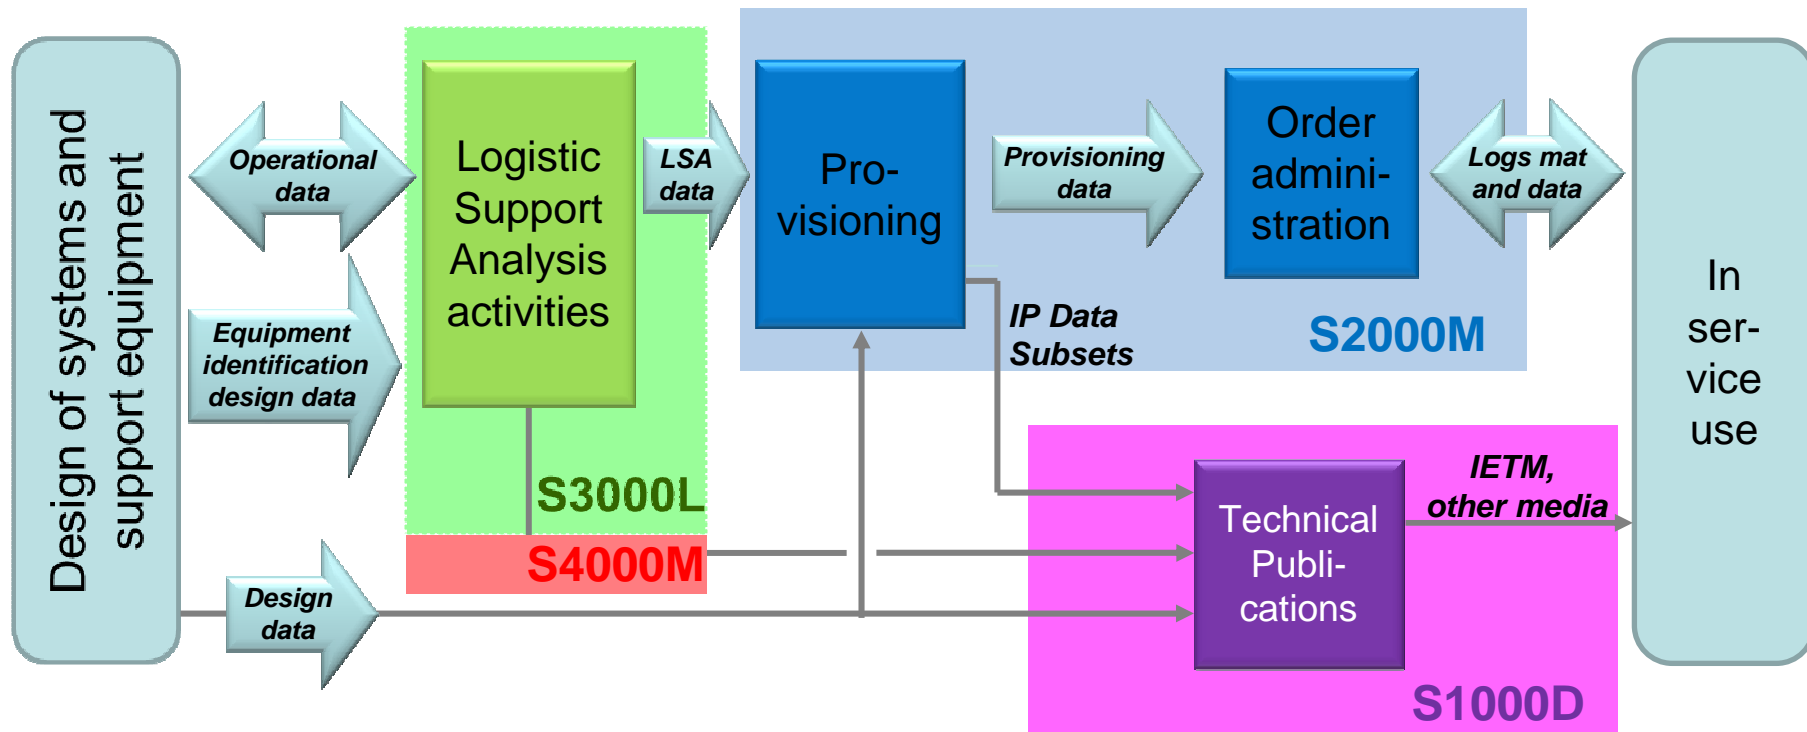 Design of systems and
support equipment
Operational
data
Equipment
identification
design data
Design
data
Logistic
Support
Analysis
activities
S3000L
S4000M
LSA
data
Pro-
visioning
Provisioning
data
IP Data
Subsets
Order
admini-
stration
S2000M
Logs mat
and data
Technical
Publi-
cations
IETM,
other media
S1000D
In
ser-
vice
use